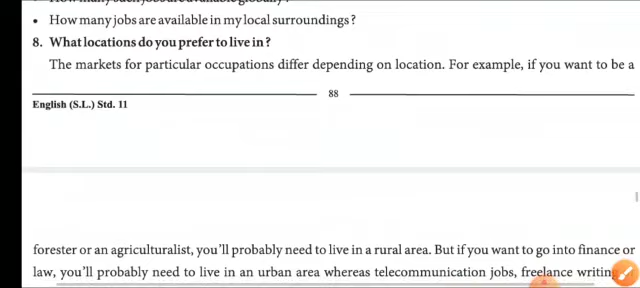 • How many jobs are available in my local surroundings?
8. What locations do you prefer to live in?
The markets for particular occupations differ depending on location. For example, if you want to be a
88
English (S.L.) Std. 11
forester or an agriculturalist, you'll probably need to live in a rural area. But if you want to go into finance or
law, you'll probably need to live in an urban area whereas telecommunication jobs, freelance writing